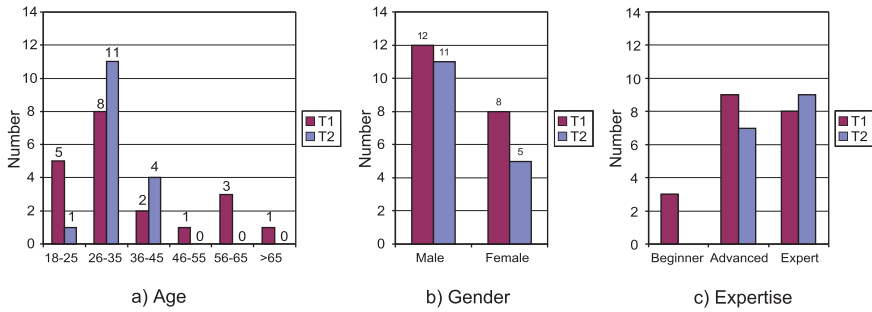 14
12
10
8
6
4
2
0
Number
5
1
8
11
2
4
1
0
3
0
1
0
18-25 26-35 36-45 46-55 56-65 >65
T1
T2
a) Age
14
12
10
8
6
4
2
0
Number
12
11
8
5
Male Female
T1
T2
b) Gender
14
12
10
8
6
4
2
0
Number
Beginner Advanced Expert
T1
T2
c) Expertise